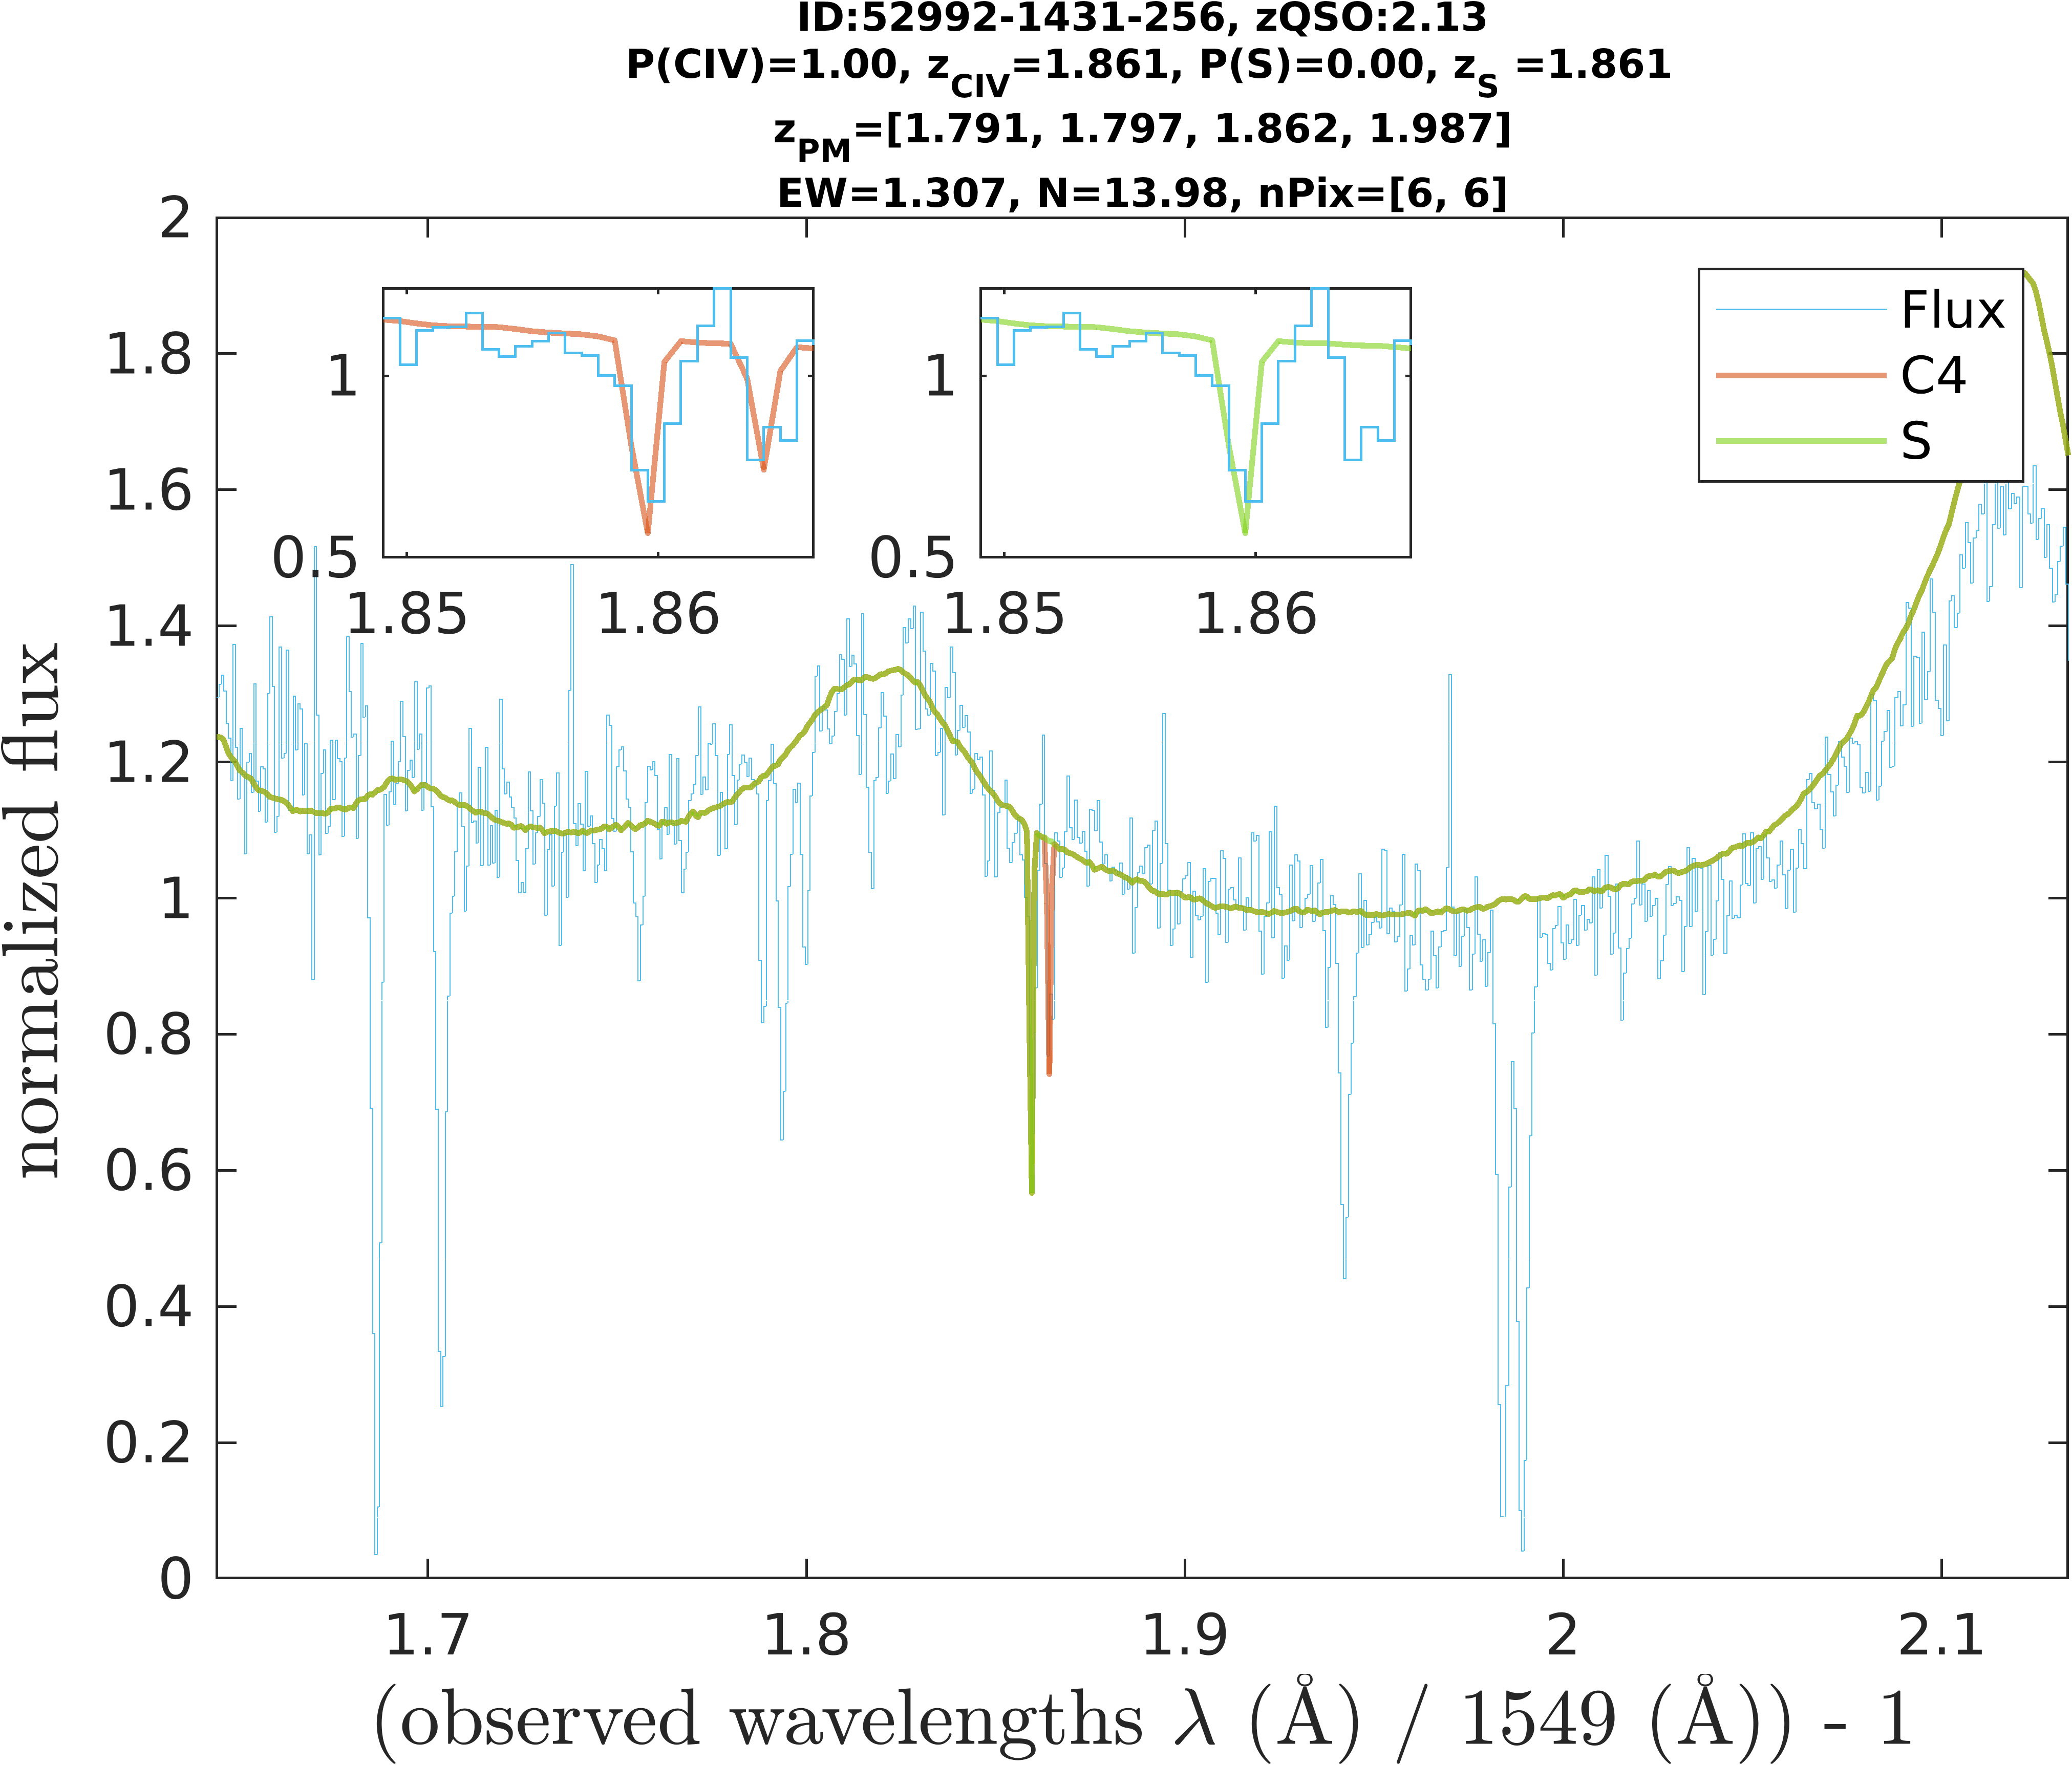 ID:52992-1431-256, zQSO:2.13
P(CIV)=1.00, zCIV=1.861, P(S)=0.00, zS =1.861
zPM=[1.791, 1.797, 1.862, 1.987]
EW=1.307, N=13.98, nPix=[6, 6]
2
1.8
1.6
1.4
1.2
1
0.8
0.6
0.4
0.2
0
normalized flux
1
0.5
1.85 1.86
1
0.5
1.85 1.86
Flux
C4
S
1.7 1.8 1.9 2 2.1
(observed wavelengths λ (Å) / 1549 (Å)) - 1